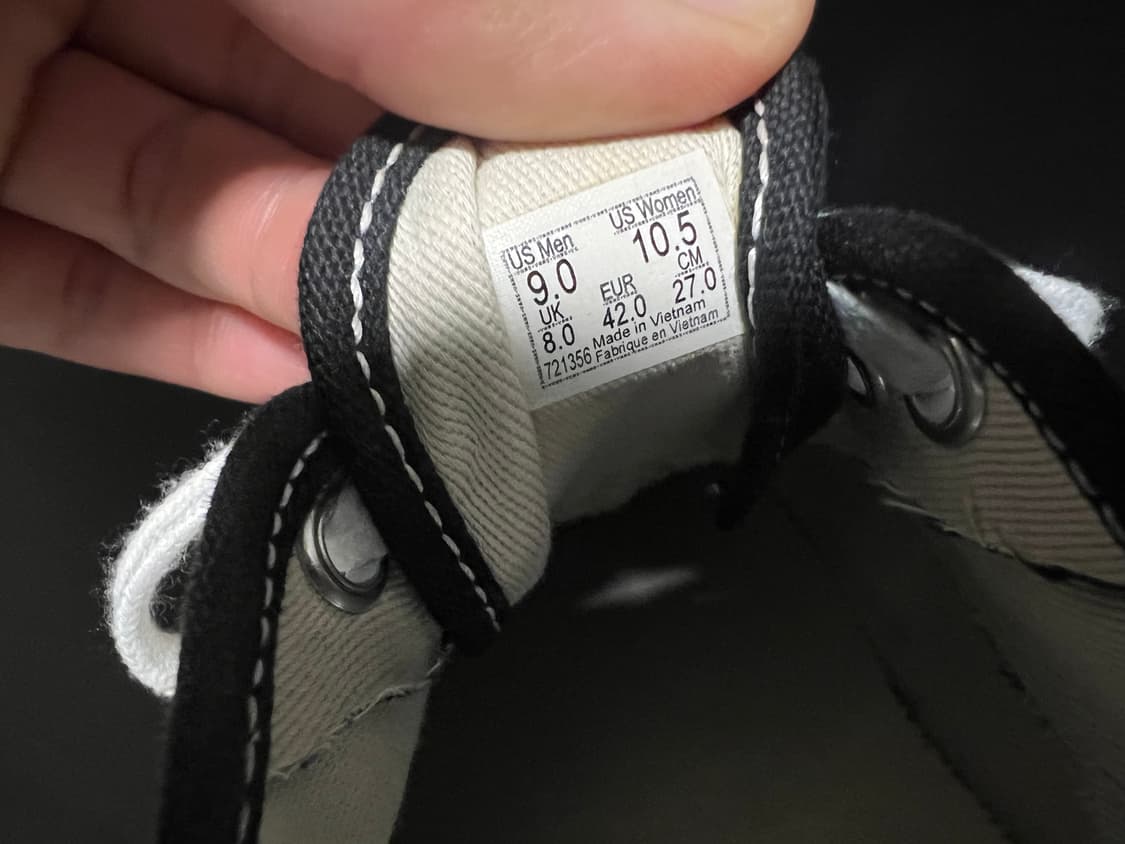 US Men US Women
9.0 10.5
UK EUR CM
8.0 42.0 27.0
Made in Vietnam
721356 Fabrique en Vietnam